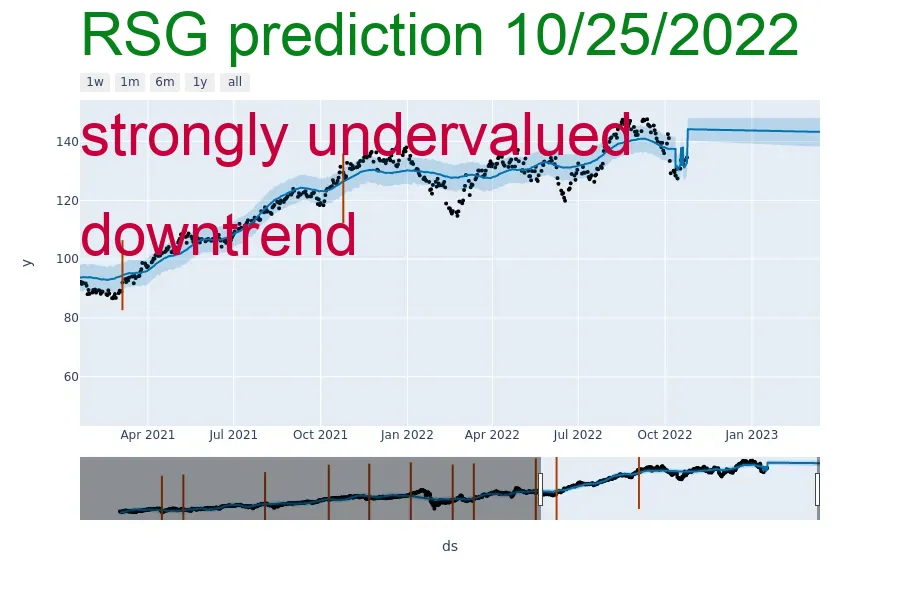 RSG prediction 10/25/2022
1w 1m 6m 1y all
strongly undervalued
downtrend
140
120
100
80
60
y
Apr 2021 Jul 2021 Oct 2021 Jan 2022 Apr 2022 Jul 2022 Oct 2022 Jan 2023
ds